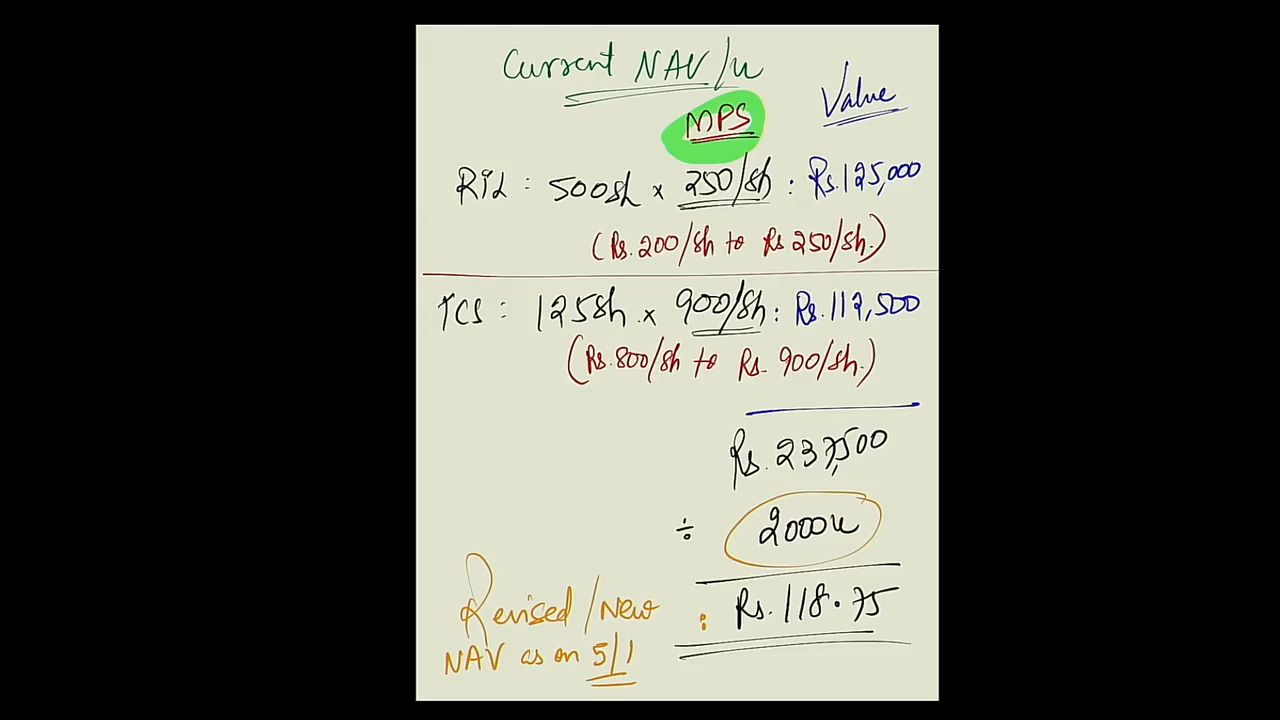 Current NAV/u
MPS
Value
RIL : 500sh × 250/sh : Rs.125,000
(Rs.200/sh to Rs 250/sh.)
TCS : 125sh × 900/sh : Rs.112,500
(Rs.800/sh to Rs. 900/sh.)
Rs.237,500
÷ 2000u
Revised/New : Rs.118.75
NAV as on 5/1